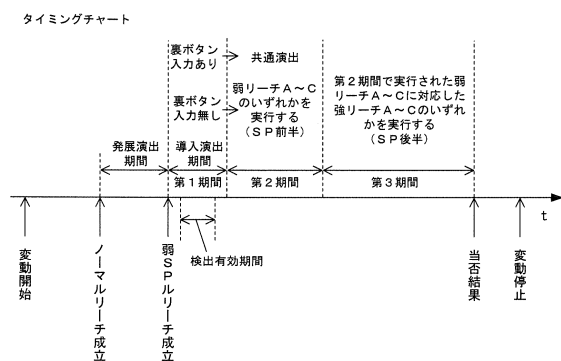 タイミングチャート
裏ボタン
入力あり
共通演出
裏ボタン
入力無し
弱リーチA～C
のいずれかを
実行する
（SP前半）
第2期間で実行された弱
リーチA～Cに対応した
強リーチA～Cのいずれ
かを実行する
（SP後半）
発展演出
期間
導入演出
期間
第1期間
第2期間
第3期間
t
検出有効期間
変動開始
ノーマルリーチ成立
弱SPルリーチ成立
当否結果
変動停止